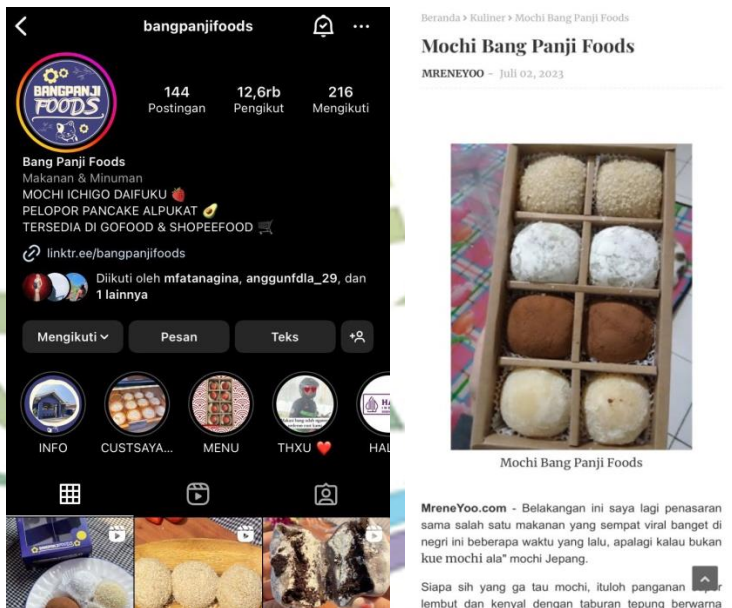 bangpanjifoods
BANGPANJI
FOODS
144
12,6rb
216
Postingan
Pengikut
Mengikuti
Bang Panji Foods
Makanan & Minuman
MOCHI ICHIGO DAIFUKU 🍓
PELOPOR PANCAKE ALPUKAT 🥑
TERSEDIA DI GOFOOD & SHOPEEFOOD 🛒
linktr.ee/bangpanjifoods
Diikuti oleh mfatanagina, anggunfdla_29, dan
1 lainnya
Mengikuti
Pesan
Teks
INFO
CUSTSAYA...
MENU
THXU ❤️
HAL
Beranda > Kuliner > Mochi Bang Panji Foods
Mochi Bang Panji Foods
MRENEYOO - Juli 02, 2023
Mochi Bang Panji Foods
MreneYoo.com - Belakangan ini saya lagi penasaran
sama salah satu makanan yang sempat viral banget di
negri ini beberapa waktu yang lalu, apalagi kalau bukan
kue mochi ala" mochi Jepang.
Siapa sih yang ga tau mochi, ituloh panganan
lembut dan kenyal dengan taburan tepung berwarna